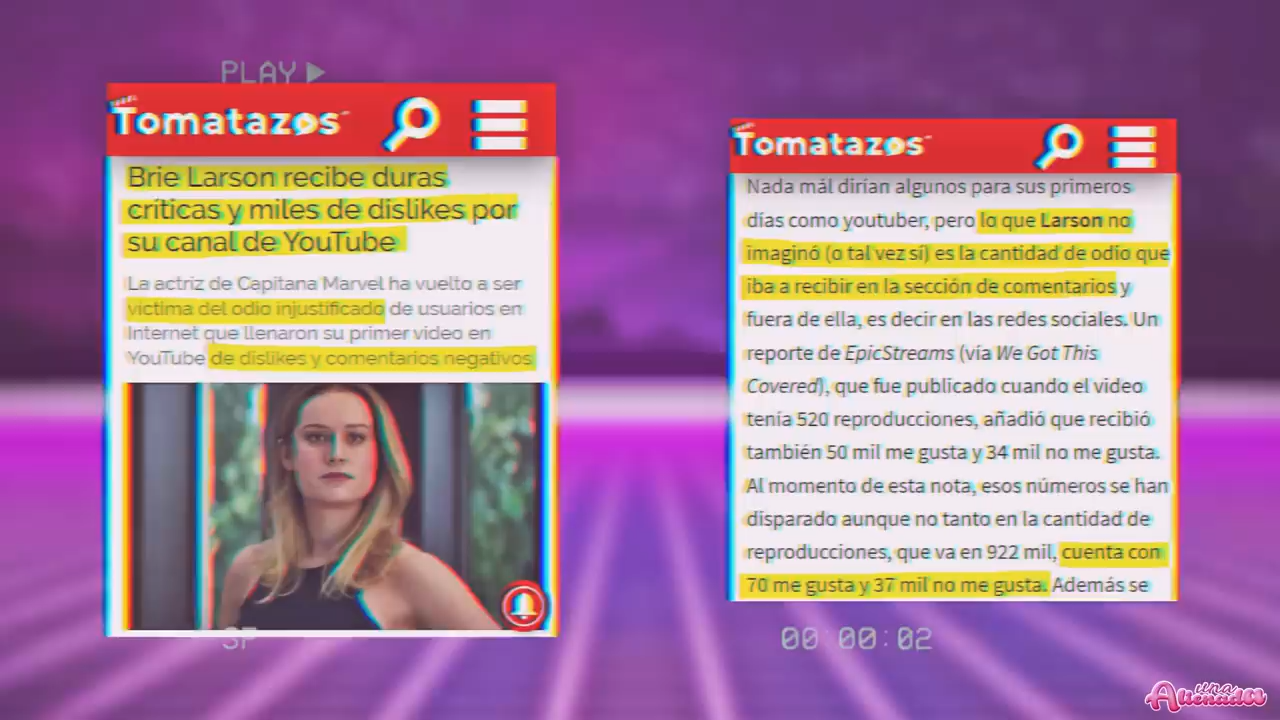 PLAY
Tomatazos
Brie Larson recibe duras
críticas y miles de dislikes por
su canal de YouTube
La actriz de Capitana Marvel ha vuelto a ser
víctima del odio injustificado de usuarios en
Internet que llenaron su primer video en
YouTube de dislikes y comentarios negativos
SP
Tomatazos
Nada mál dirían algunos para sus primeros
días como youtuber, pero lo que Larson no
imaginó (o tal vez sí) es la cantidad de odio que
iba a recibir en la sección de comentarios y
fuera de ella, es decir en las redes sociales. Un
reporte de EpicStreams (vía We Got This
Covered), que fue publicado cuando el video
tenía 520 reproducciones, añadió que recibió
también 50 mil me gusta y 34 mil no me gusta.
Al momento de esta nota, esos números se han
disparado aunque no tanto en la cantidad de
reproducciones, que va en 922 mil, cuenta con
70 me gusta y 37 mil no me gusta. Además se
00:00:02